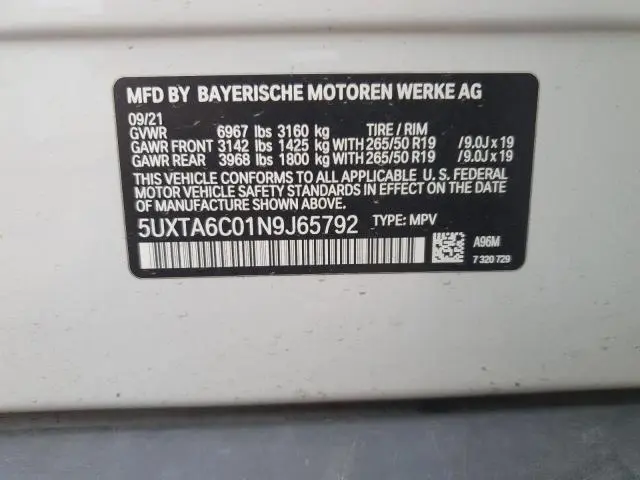 MFD BY BAYERISCHE MOTOREN WERKE AG
09/21
GVWR 6967 lbs 3160 kg TIRE / RIM
GAWR FRONT 3142 lbs 1425 kg WITH 265/50 R19 /9.0J x 19
GAWR REAR 3968 lbs 1800 kg WITH 265/50 R19 /9.0J x 19
THIS VEHICLE CONFORMS TO ALL APPLICABLE U. S. FEDERAL
MOTOR VEHICLE SAFETY STANDARDS IN EFFECT ON THE DATE
OF MANUFACTURE SHOWN ABOVE.
5UXTA6C01N9J65792 TYPE: MPV
A96M
7 320 729